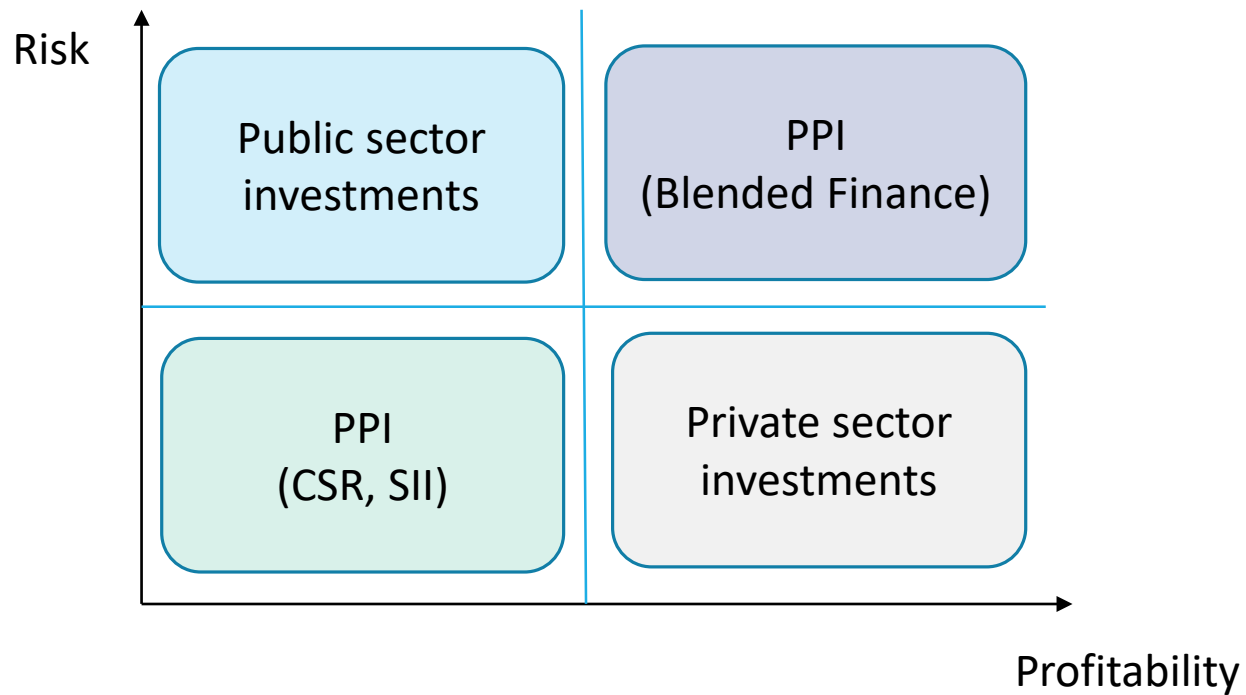 Risk
Public sector
investments
PPI
(Blended Finance)
PPI
(CSR, SII)
Private sector
investments
Profitability